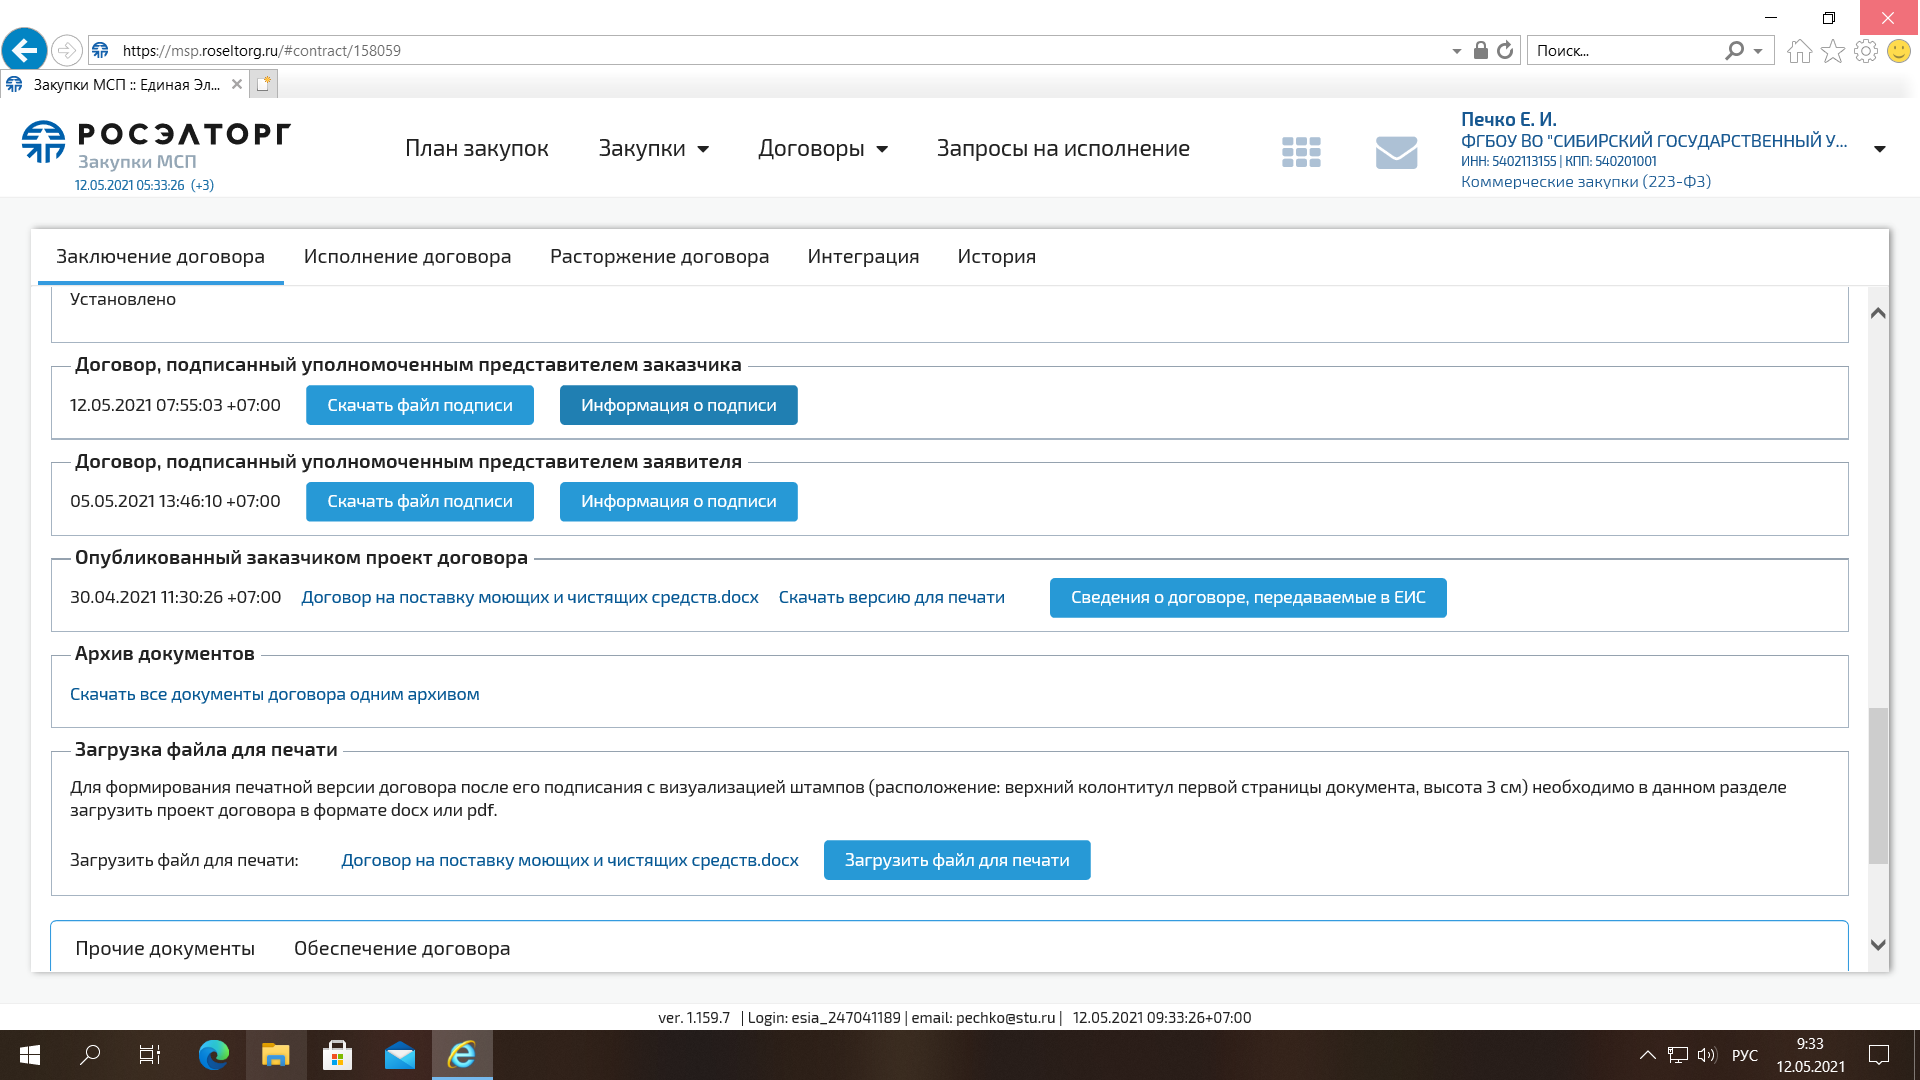 https://msp.roseltorg.ru/#contract/158059
Поиск...
Закупки МСП :: Единая Эл...
РОСЭЛТОРГ
Закупки МСП
12.05.2021 05:33:26 (+3)
План закупок
Закупки
Договоры
Запросы на исполнение
Печко Е. И.
ФГБОУ ВО "СИБИРСКИЙ ГОСУДАРСТВЕННЫЙ У...
ИНН: 5402113155 | КПП: 540201001
Коммерческие закупки (223-ФЗ)
Заключение договора
Исполнение договора
Расторжение договора
Интеграция
История
Установлено
Договор, подписанный уполномоченным представителем заказчика
12.05.2021 07:55:03 +07:00
Скачать файл подписи
Информация о подписи
Договор, подписанный уполномоченным представителем заявителя
05.05.2021 13:46:10 +07:00
Скачать файл подписи
Информация о подписи
Опубликованный заказчиком проект договора
30.04.2021 11:30:26 +07:00
Договор на поставку моющих и чистящих средств.docx
Скачать версию для печати
Сведения о договоре, передаваемые в ЕИС
Архив документов
Скачать все документы договора одним архивом
Загрузка файла для печати
Для формирования печатной версии договора после его подписания с визуализацией штампов (расположение: верхний колонтитул первой страницы документа, высота 3 см) необходимо в данном разделе
загрузить проект договора в формате docx или pdf.
Загрузить файл для печати:
Договор на поставку моющих и чистящих средств.docx
Загрузить файл для печати
Прочие документы
Обеспечение договора
ver. 1.159.7 | Login: esia_247041189 | email: pechko@stu.ru | 12.05.2021 09:33:26+07:00
РУС
9:33
12.05.2021